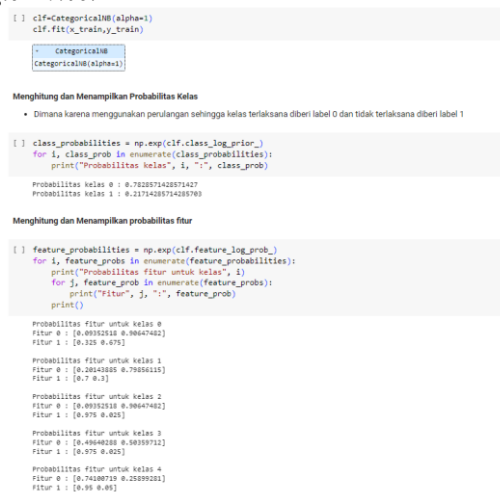 [ ] clf=CategoricalNB(alpha=1)
clf.fit(x_train,y_train)
CategoricalNB
CategoricalNB(alpha=1)
Menghitung dan Menampilkan Probabilitas Kelas
• Dimana karena menggunakan perulangan sehingga kelas terlaksana diberi label 0 dan tidak terlaksana diberi label 1
[ ] class_probabilities = np.exp(clf.class_log_prior_)
for i, class_prob in enumerate(class_probabilities):
print("Probabilitas kelas", i, ":", class_prob)
Probabilitas kelas 0 : 0.7828571428571427
Probabilitas kelas 1 : 0.21714285714285703
Menghitung dan Menampilkan probabilitas fitur
[ ] feature_probabilities = np.exp(clf.feature_log_prob_)
for i, feature_probs in enumerate(feature_probabilities):
print("Probabilitas fitur untuk kelas", i)
for j, feature_prob in enumerate(feature_probs):
print("Fitur", j, ":", feature_prob)
print()
Probabilitas fitur untuk kelas 0
Fitur 0 : [0.09352518 0.90647482]
Fitur 1 : [0.325 0.675]
Probabilitas fitur untuk kelas 1
Fitur 0 : [0.20143885 0.79856115]
Fitur 1 : [0.7 0.3]
Probabilitas fitur untuk kelas 2
Fitur 0 : [0.09352518 0.90647482]
Fitur 1 : [0.975 0.025]
Probabilitas fitur untuk kelas 3
Fitur 0 : [0.49640288 0.50359712]
Fitur 1 : [0.975 0.025]
Probabilitas fitur untuk kelas 4
Fitur 0 : [0.74100719 0.25899281]
Fitur 1 : [0.95 0.05]